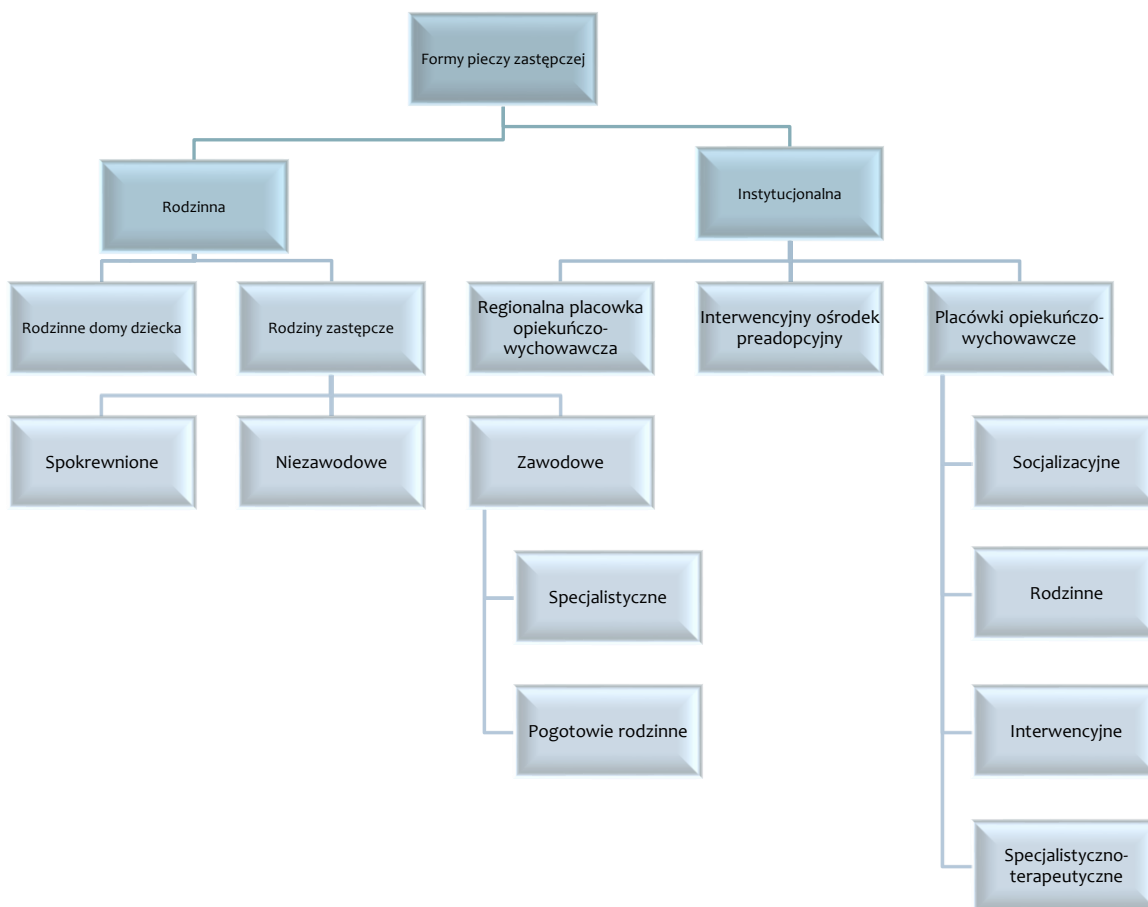 Formy pieczy zastępczej
Rodzinna
Instytucjonalna
Rodzinne domy dziecka
Rodziny zastępcze
Regionalna placowka
opiekuńczo-
wychowawcza
Interwencyjny ośrodek
preadopcyjny
Placówki opiekuńczo-
wychowawcze
Spokrewnione
Niezawodowe
Zawodowe
Socjalizacyjne
Specjalistyczne
Rodzinne
Pogotowie rodzinne
Interwencyjne
Specjalistyczno-
terapeutyczne